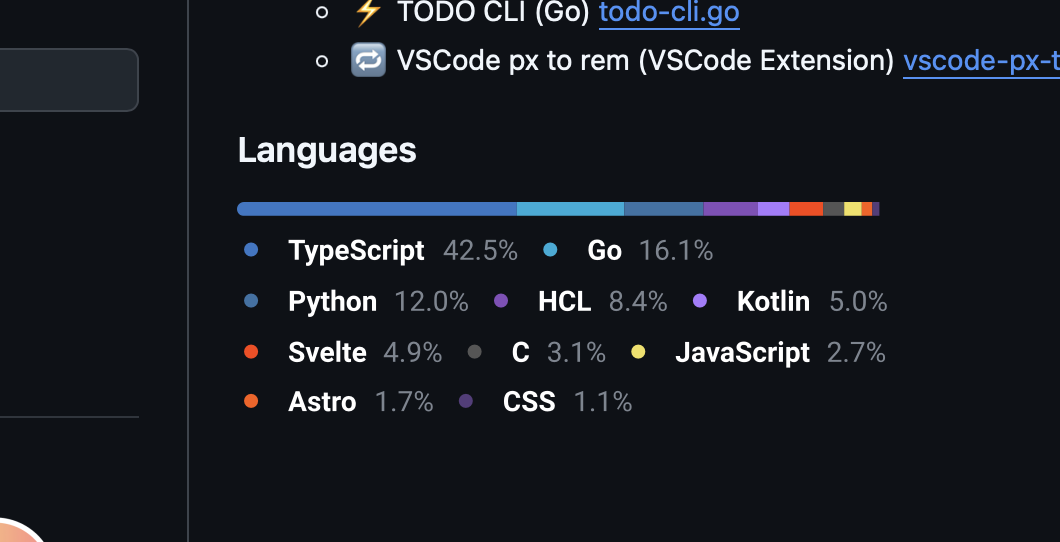 TODO CLI (Go) todo-cli.go
VSCode px to rem (VSCode Extension) vscode-px-t
Languages
TypeScript 42.5% Go 16.1%
Python 12.0% HCL 8.4% Kotlin 5.0%
Svelte 4.9% C 3.1% JavaScript 2.7%
Astro 1.7% CSS 1.1%